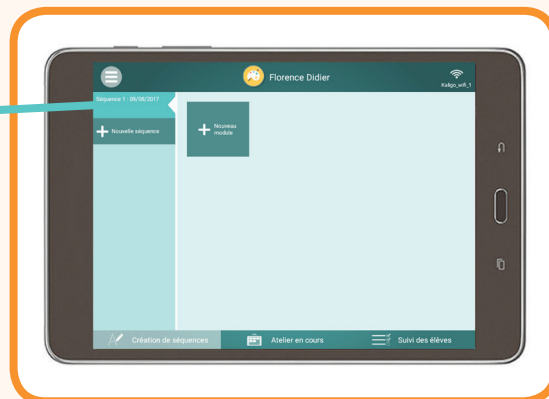 Florence Didier
Kaligo_wifi_1
Séquence 1 : 09/08/2017
Nouvelle séquence
Nouveau
module
Création de séquences
Atelier en cours
Suivi des élèves